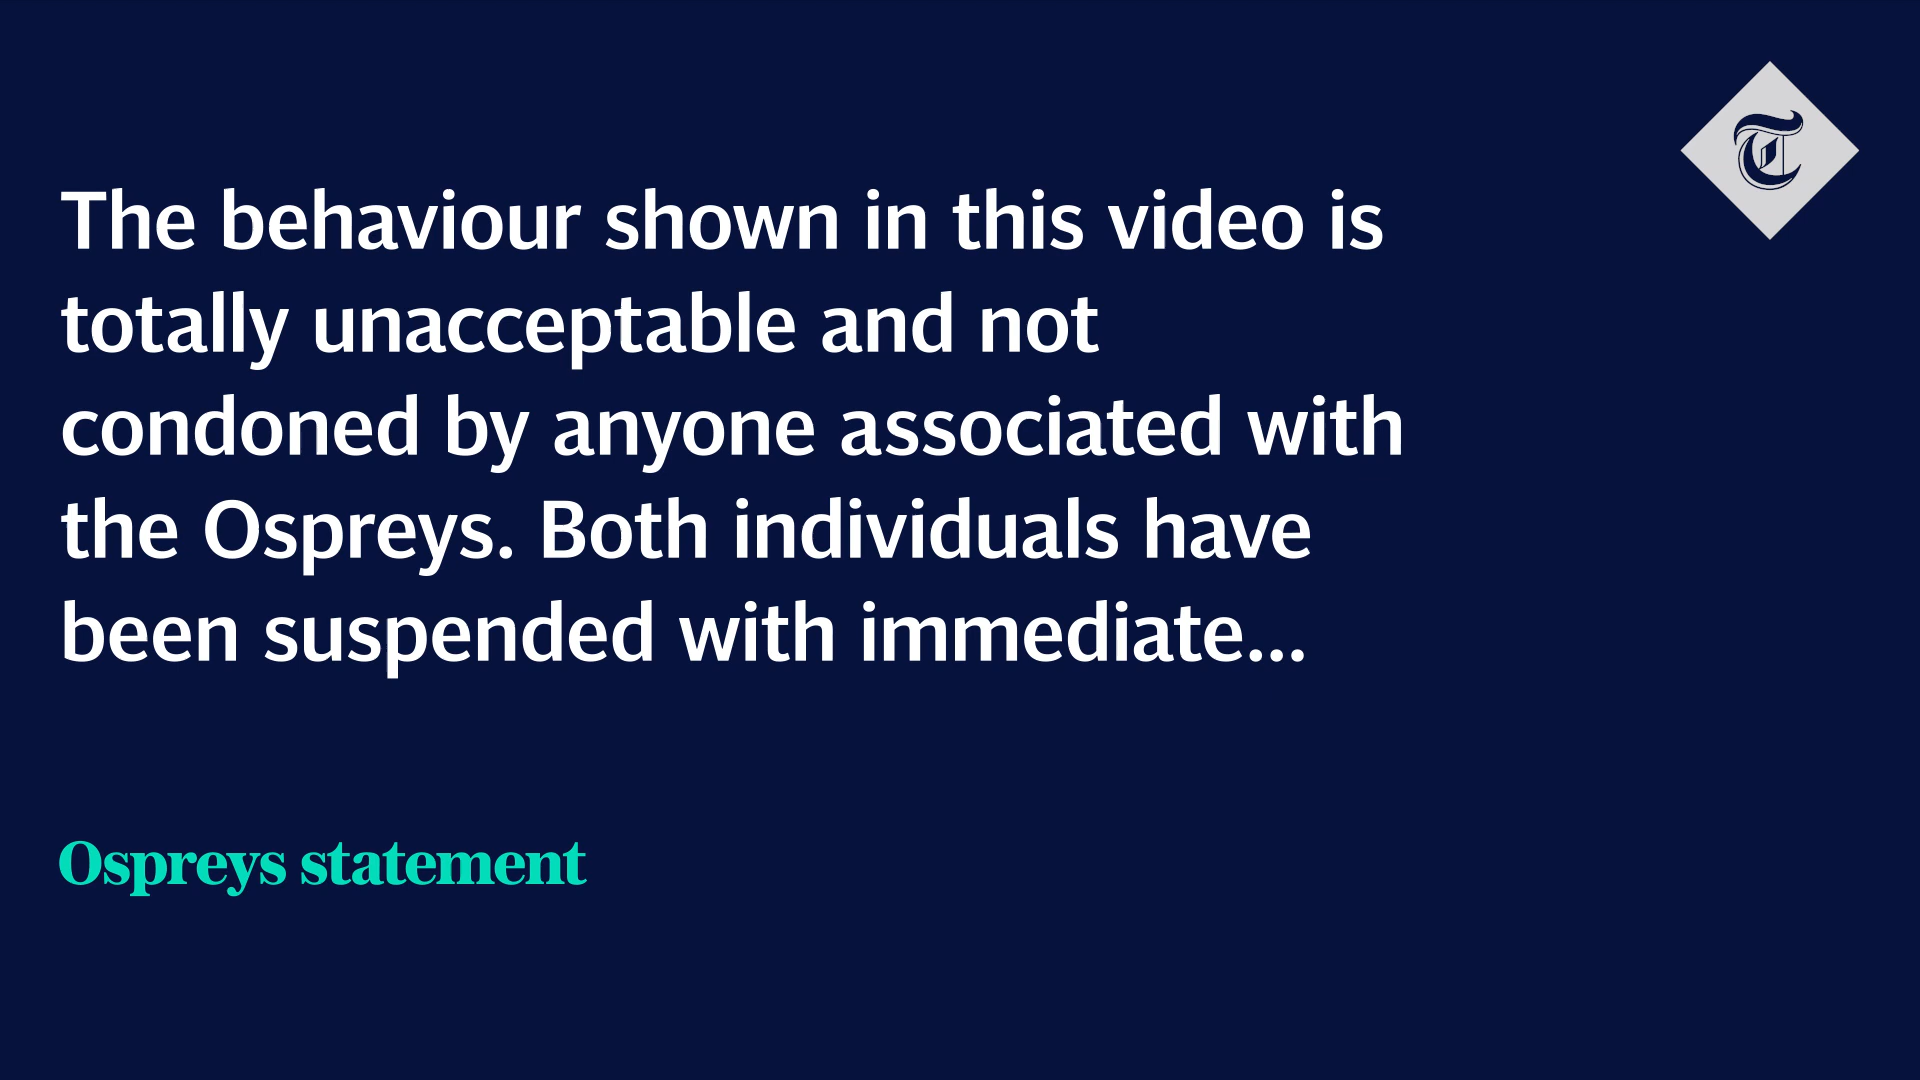 The behaviour shown in this video is
totally unacceptable and not
condoned by anyone associated with
the Ospreys. Both individuals have
been suspended with immediate...
Ospreys statement
T